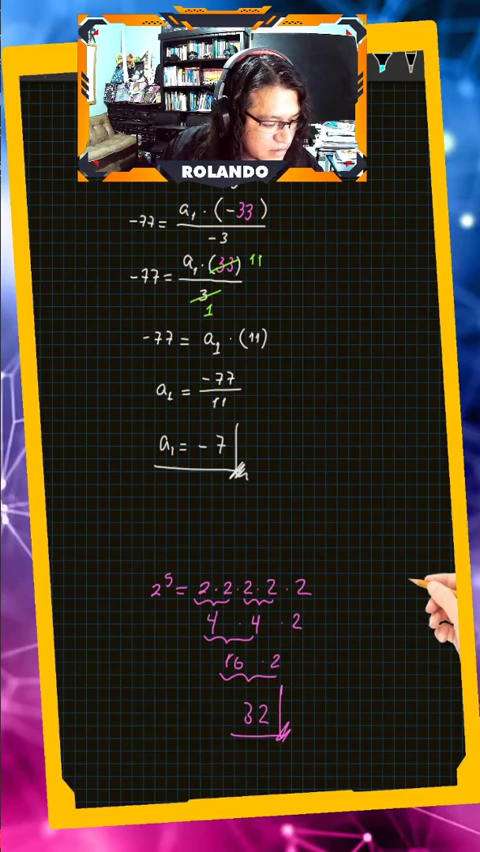 ROLANDO
-77 = a₁ · (-33) / -3
-77 = a₁ · (33) 11 / 3 1
-77 = a₁ · (11)
a₁ = -77 / 11
a₁ = -7
2⁵ = 2 · 2 · 2 · 2 · 2
4 · 4 · 2
16 · 2
32